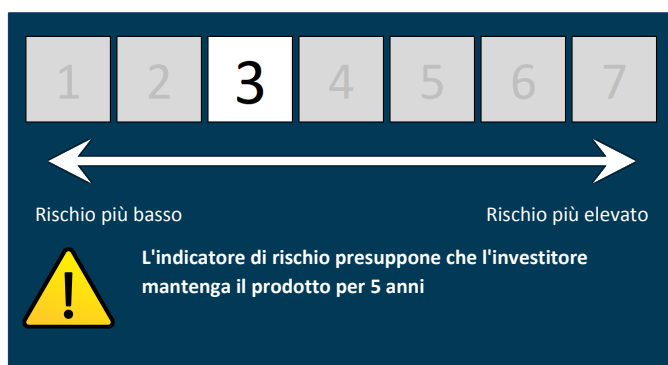 1 2 3 4 5 6 7
Rischio più basso Rischio più elevato
L'indicatore di rischio presuppone che l'investitore
mantenga il prodotto per 5 anni